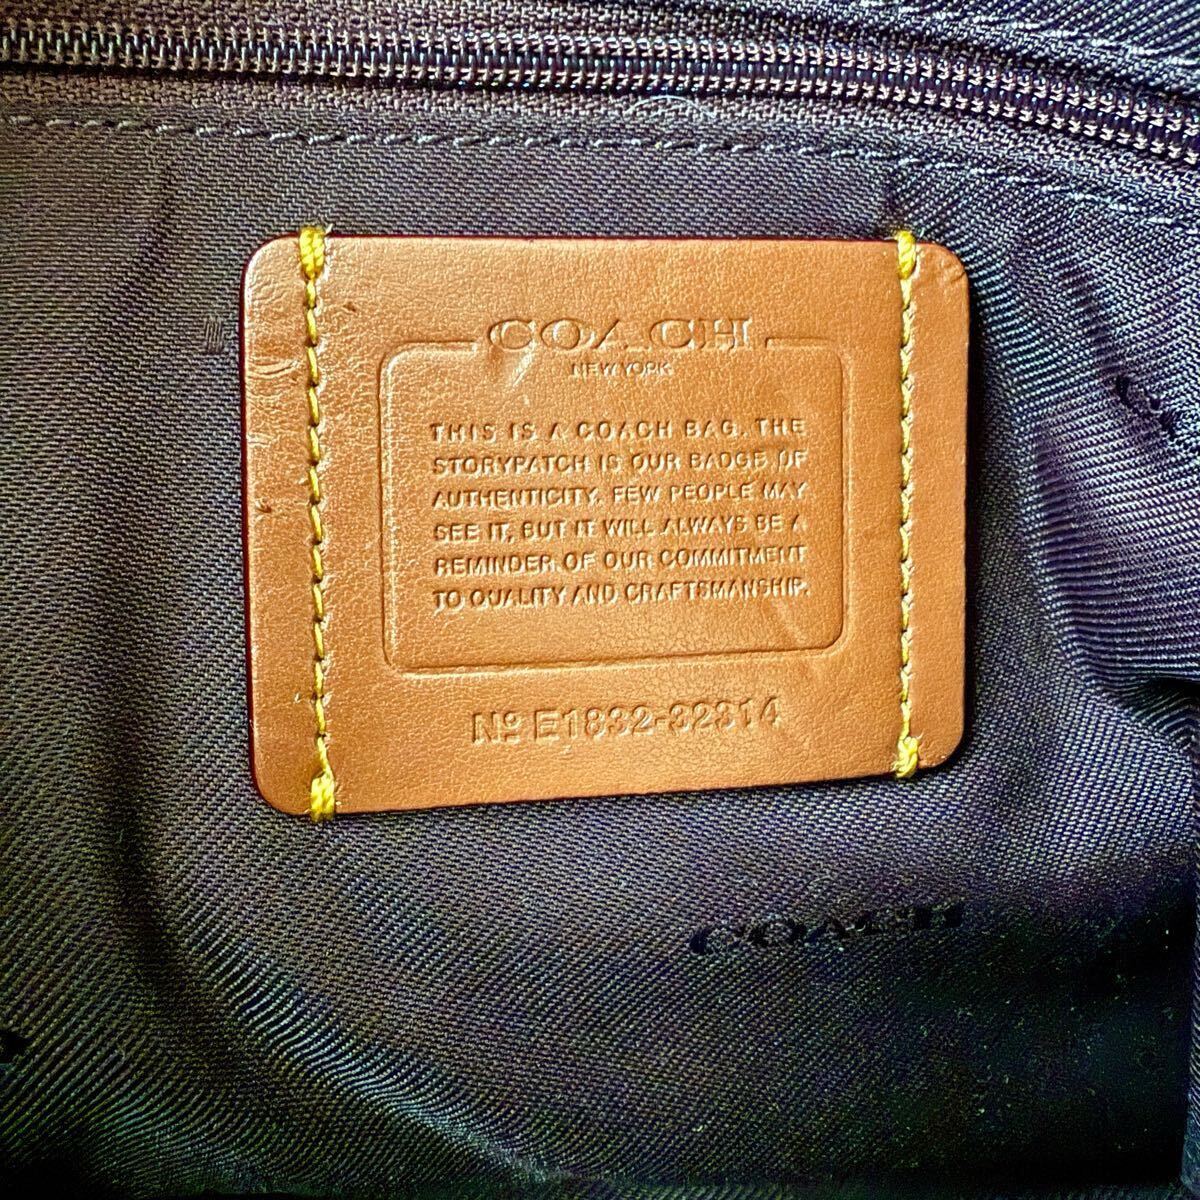 COACH
NEW YORK
THIS IS A COACH BAG. THE
STORYPATCH IS OUR BADGE OF
AUTHENTICITY. FEW PEOPLE MAY
SEE IT, BUT IT WILL ALWAYS BE A
REMINDER OF OUR COMMITMENT
TO QUALITY AND CRAFTSMANSHIP.
Nº E1832-32314
COACH